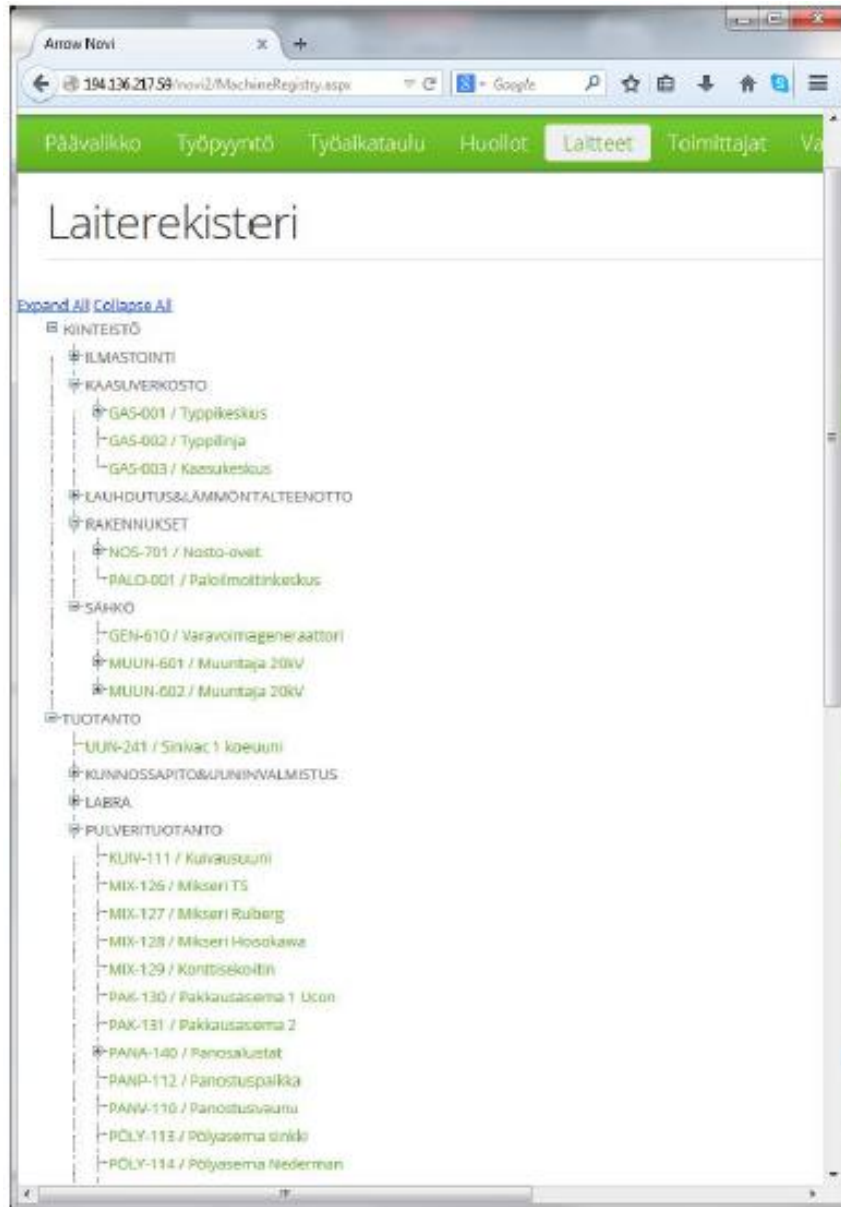 Arrow Novi
194.136.217.59/novi2/MachineRegistry.aspx Google
Päävalikko Työpyyntö Työaikataulu Huollot Laitteet Toimittajat Va
Laiterekisteri
Expand All Collapse All
KIINTEISTÖ
ILMASTOINTI
KAASUVERKOSTO
GAS-001 / Typpikeskus
GAS-002 / Typpilinja
GAS-003 / Kaasukeskus
LAUHDUTUS&LÄMMÖNTALTEENOTTO
RAKENNUKSET
NOS-701 / Nosto-ovet
PALO-001 / Paloilmoitinkeskus
SÄHKÖ
GEN-610 / Varavoimageneraattori
MUUN-601 / Muuntaja 20kV
MUUN-602 / Muuntaja 20kV
TUOTANTO
UUN-241 / Sinivac 1 koeuuni
KUNNOSSAPITO&UUNINVALMISTUS
LABRA
PULVERITUOTANTO
KUIV-111 / Kuivausuuni
MIX-126 / Mikseri TS
MIX-127 / Mikseri Ruberg
MIX-128 / Mikseri Hosokawa
MIX-129 / Konttisekoitin
PAK-130 / Pakkausasema 1 Ucon
PAK-131 / Pakkausasema 2
PANA-140 / Panosalustat
PANP-112 / Panostuspaikka
PANV-110 / Panostusvaunu
PÖLY-113 / Pölyasema sinkki
PÖLY-114 / Pölyasema Nederman